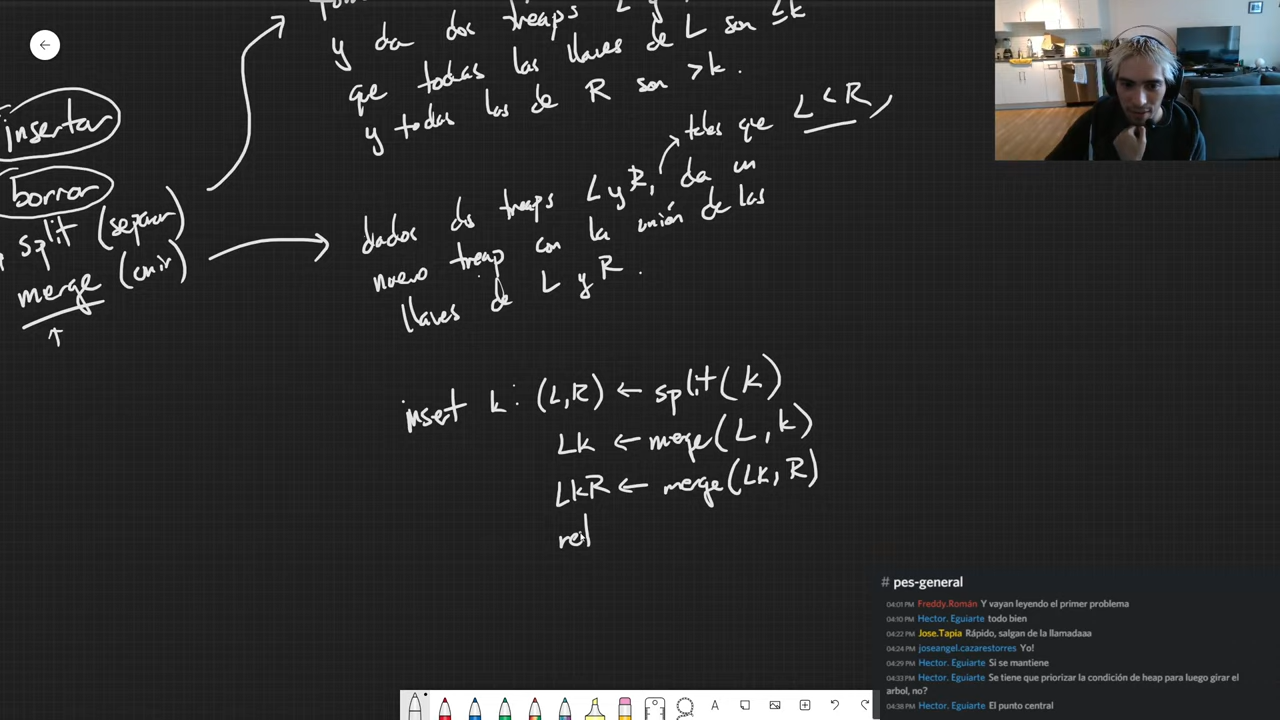 y da dos treaps L y
que todas las llaves de L son ≤k
y todas las de R son >k.
insertar
borrar
split (separar)
merge (unir)
tales que L < R,
dados dos treaps L y R, da un
nuevo treap con la unión de las
llaves de L y R.
insert k: (L,R) ← split(k)
Lk ← merge(L,k)
LkR ← merge(Lk,R)
# pes-general
04:01 PM Freddy.Román Y vayan leyendo el primer problema
04:10 PM Hector. Eguiarte todo bien
04:22 PM Jose.Tapia Rápido, salgan de la llamadaaa
04:24 PM joseangel.cazarestorres Yo!
04:29 PM Hector. Eguiarte Si se mantiene
04:33 PM Hector. Eguiarte Se tiene que priorizar la condición de heap para luego girar el
arbol, no?
04:38 PM Hector. Eguiarte El punto central
A